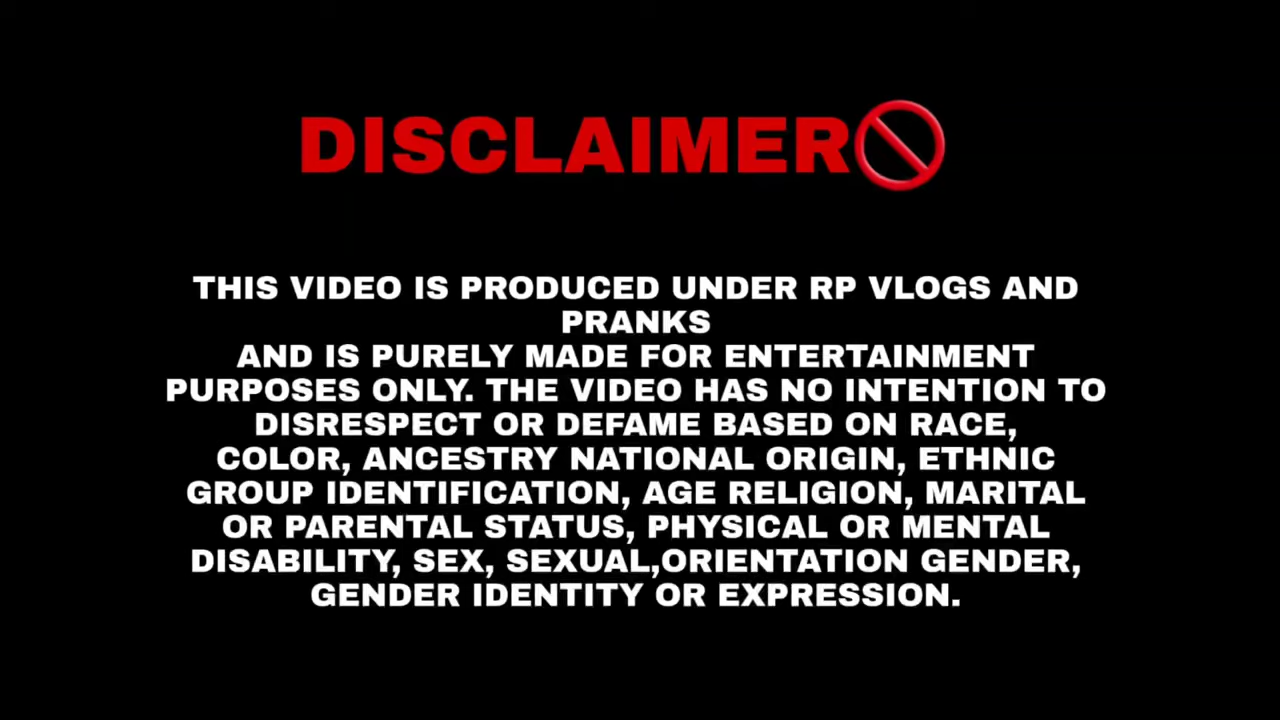 DISCLAIMER🚫
THIS VIDEO IS PRODUCED UNDER RP VLOGS AND
PRANKS
AND IS PURELY MADE FOR ENTERTAINMENT
PURPOSES ONLY. THE VIDEO HAS NO INTENTION TO
DISRESPECT OR DEFAME BASED ON RACE,
COLOR, ANCESTRY NATIONAL ORIGIN, ETHNIC
GROUP IDENTIFICATION, AGE RELIGION, MARITAL
OR PARENTAL STATUS, PHYSICAL OR MENTAL
DISABILITY, SEX, SEXUAL,ORIENTATION GENDER,
GENDER IDENTITY OR EXPRESSION.